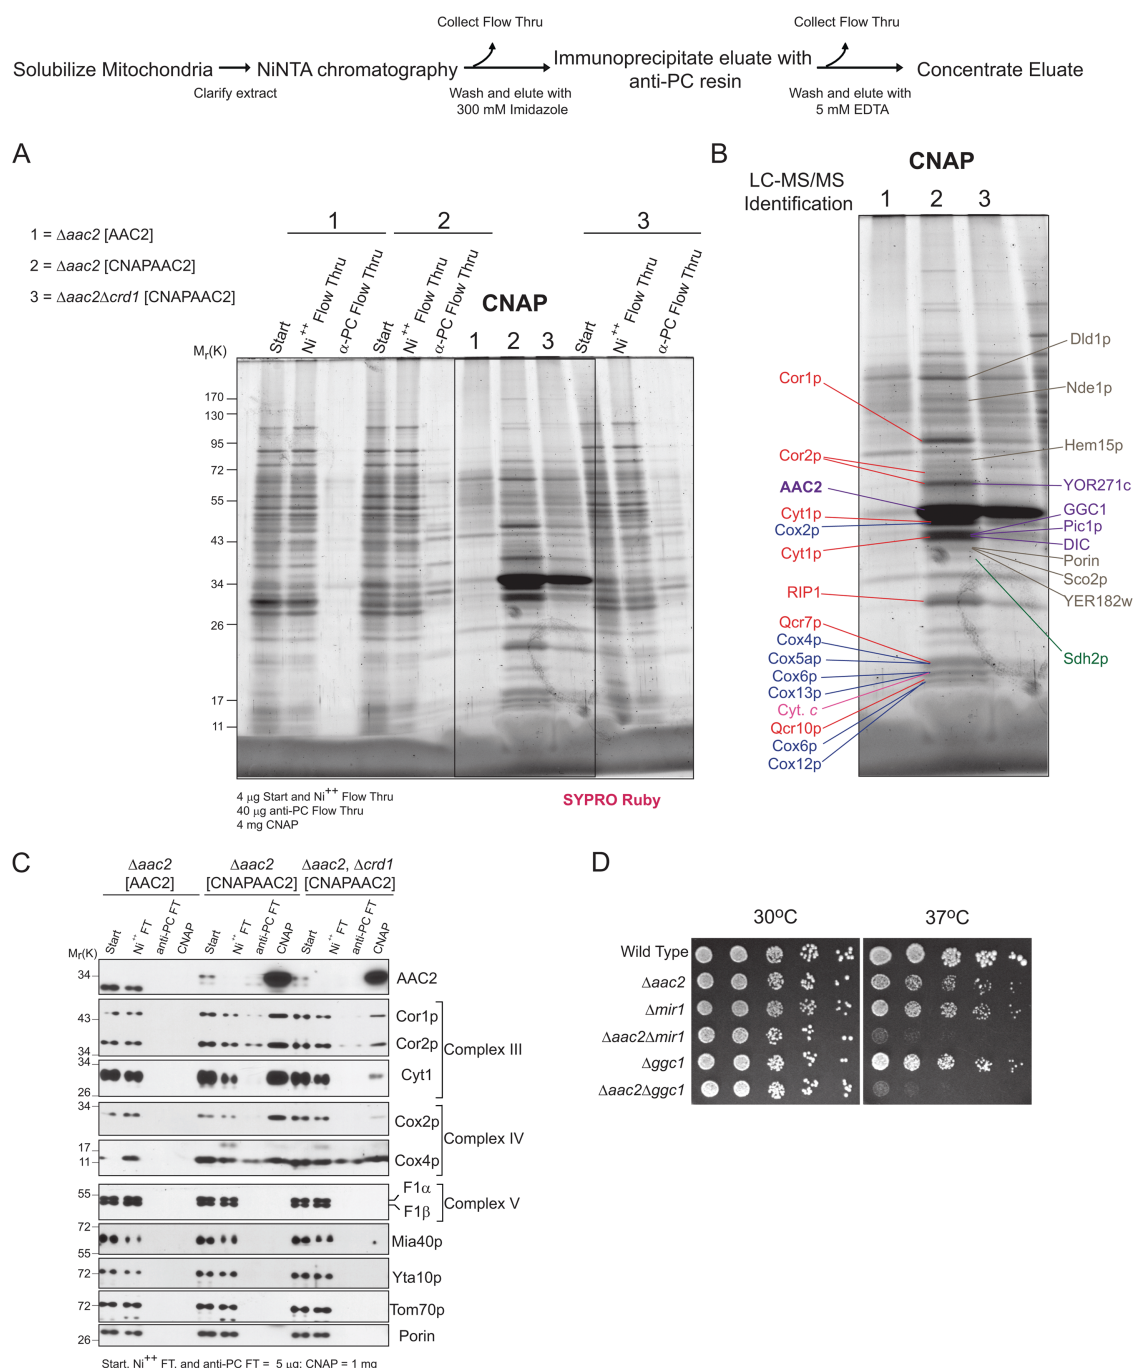 Collect Flow Thru
Collect Flow Thru
Solubilize Mitochondria
NiNTA chromatography
Immunoprecipitate eluate with
anti-PC resin
Concentrate Eluate
Clarify extract
Wash and elute with
300 mM Imidazole
Wash and elute with
5 mM EDTA
A
1 = Δaac2 [AAC2]
2 = Δaac2 [CNAPAAC2]
3 = Δaac2Δcrd1 [CNAPAAC2]
1
2
3
Start
Ni++ Flow Thru
α-PC Flow Thru
Start
Ni++ Flow Thru
α-PC Flow Thru
CNAP
1 2 3
Start
Ni++ Flow Thru
α-PC Flow Thru
Mr(K)
170
130
95
72
55
43
34
26
17
11
4 μg Start and Ni++ Flow Thru
40 μg anti-PC Flow Thru
4 mg CNAP
SYPRO Ruby
B
CNAP
LC-MS/MS
Identification
1 2 3
Cor1p
Cor2p
AAC2
Cyt1p
Cox2p
Cyt1p
RIP1
Qcr7p
Cox4p
Cox5ap
Cox6p
Cox13p
Cyt. c
Qcr10p
Cox6p
Cox12p
Dld1p
Nde1p
Hem15p
YOR271c
GGC1
Pic1p
DIC
Porin
Sco2p
YER182w
Sdh2p
C
Δaac2
[AAC2]
Δaac2
[CNAPAAC2]
Δaac2, Δcrd1
[CNAPAAC2]
Start
Ni++ FT
anti-PC FT
CNAP
Start
Ni++ FT
anti-PC FT
CNAP
Start
Ni++ FT
anti-PC FT
CNAP
Mr(K)
34
AAC2
43
Cor1p
34
Cor2p
Complex III
34
26
Cyt1
34
Cox2p
Complex IV
17
11
Cox4p
55
F1α
F1β
Complex V
72
55
Mia40p
72
Yta10p
72
Tom70p
26
Porin
Start, Ni++ FT, and anti-PC FT = 5 μg; CNAP = 1 mg
D
30ºC
37ºC
Wild Type
Δaac2
Δmir1
Δaac2Δmir1
Δggc1
Δaac2Δggc1